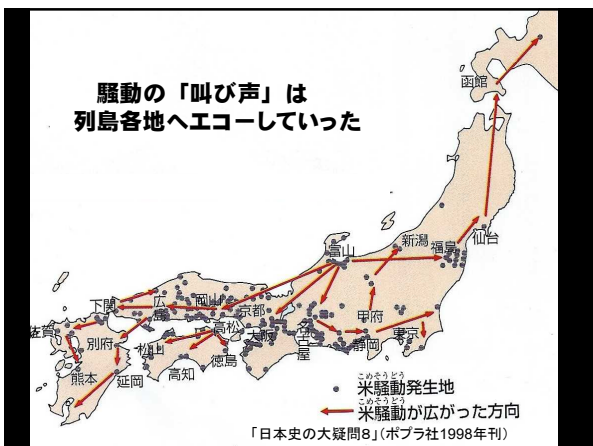 騒動の「叫び声」は
列島各地へエコーしていった
函館
仙台
福島
新潟
富山
甲府
東京
静岡
名古屋
京都
大阪
岡山
広島
下関
高松
徳島
松山
高知
佐賀
別府
熊本
延岡
こめそうどう
米騒動発生地
こめそうどう
米騒動が広がった方向
「日本史の大疑問8」(ポプラ社1998年刊)